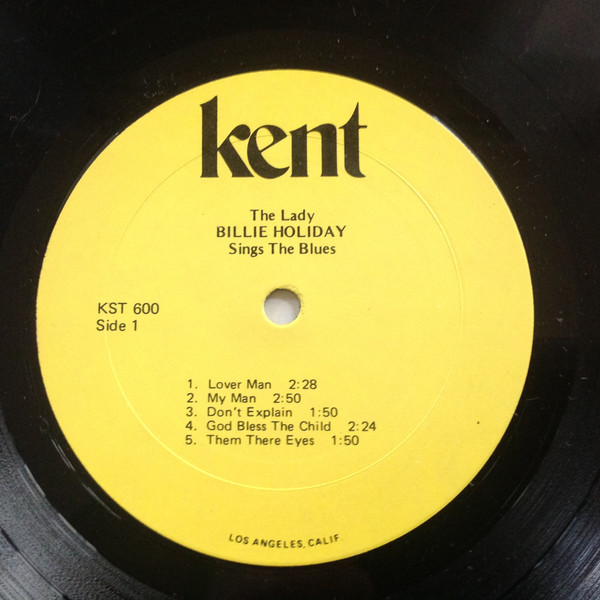 kent
The Lady
BILLIE HOLIDAY
Sings The Blues
KST 600
Side 1
1. Lover Man 2:28
2. My Man 2:50
3. Don't Explain 1:50
4. God Bless The Child 2:24
5. Them There Eyes 1:50
LOS ANGELES, CALIF.